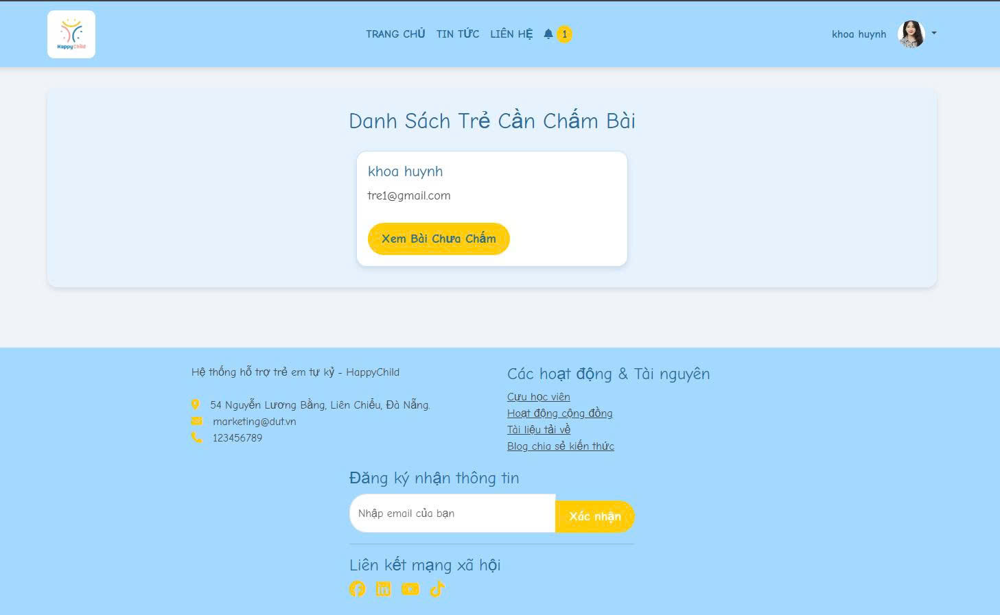 HappyChild
TRANG CHỦ TIN TỨC LIÊN HỆ 1
khoa huynh
Danh Sách Trẻ Cần Chấm Bài
khoa huynh
tre1@gmail.com
Xem Bài Chưa Chấm
Hệ thống hỗ trợ trẻ em tự kỷ - HappyChild
54 Nguyễn Lương Bằng, Liên Chiểu, Đà Nẵng.
marketing@dut.vn
123456789
Các hoạt động & Tài nguyên
Cựu học viên
Hoạt động cộng đồng
Tài liệu tải về
Blog chia sẻ kiến thức
Đăng ký nhận thông tin
Nhập email của bạn
Xác nhận
Liên kết mạng xã hội